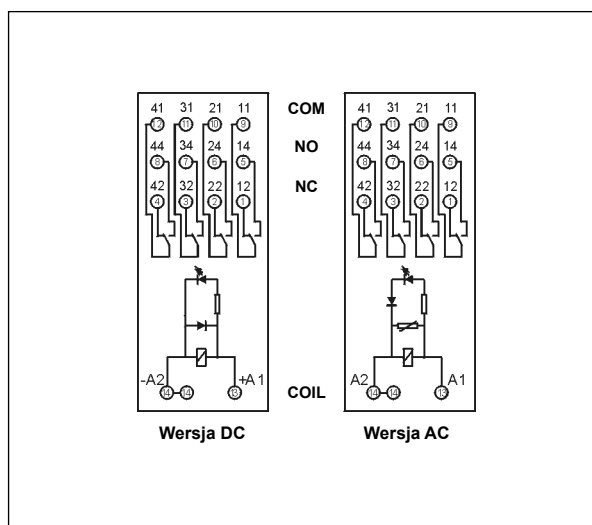 41 31 21 11 COM 41 31 21 11
12 11 10 9 12 11 10 9
44 34 24 14 NO 44 34 24 14
8 7 6 5 8 7 6 5
42 32 22 12 NC 42 32 22 12
4 3 2 1 4 3 2 1
-A2 +A1 A2 A1
14 14 13 COIL 14 14 13
Wersja DC Wersja AC